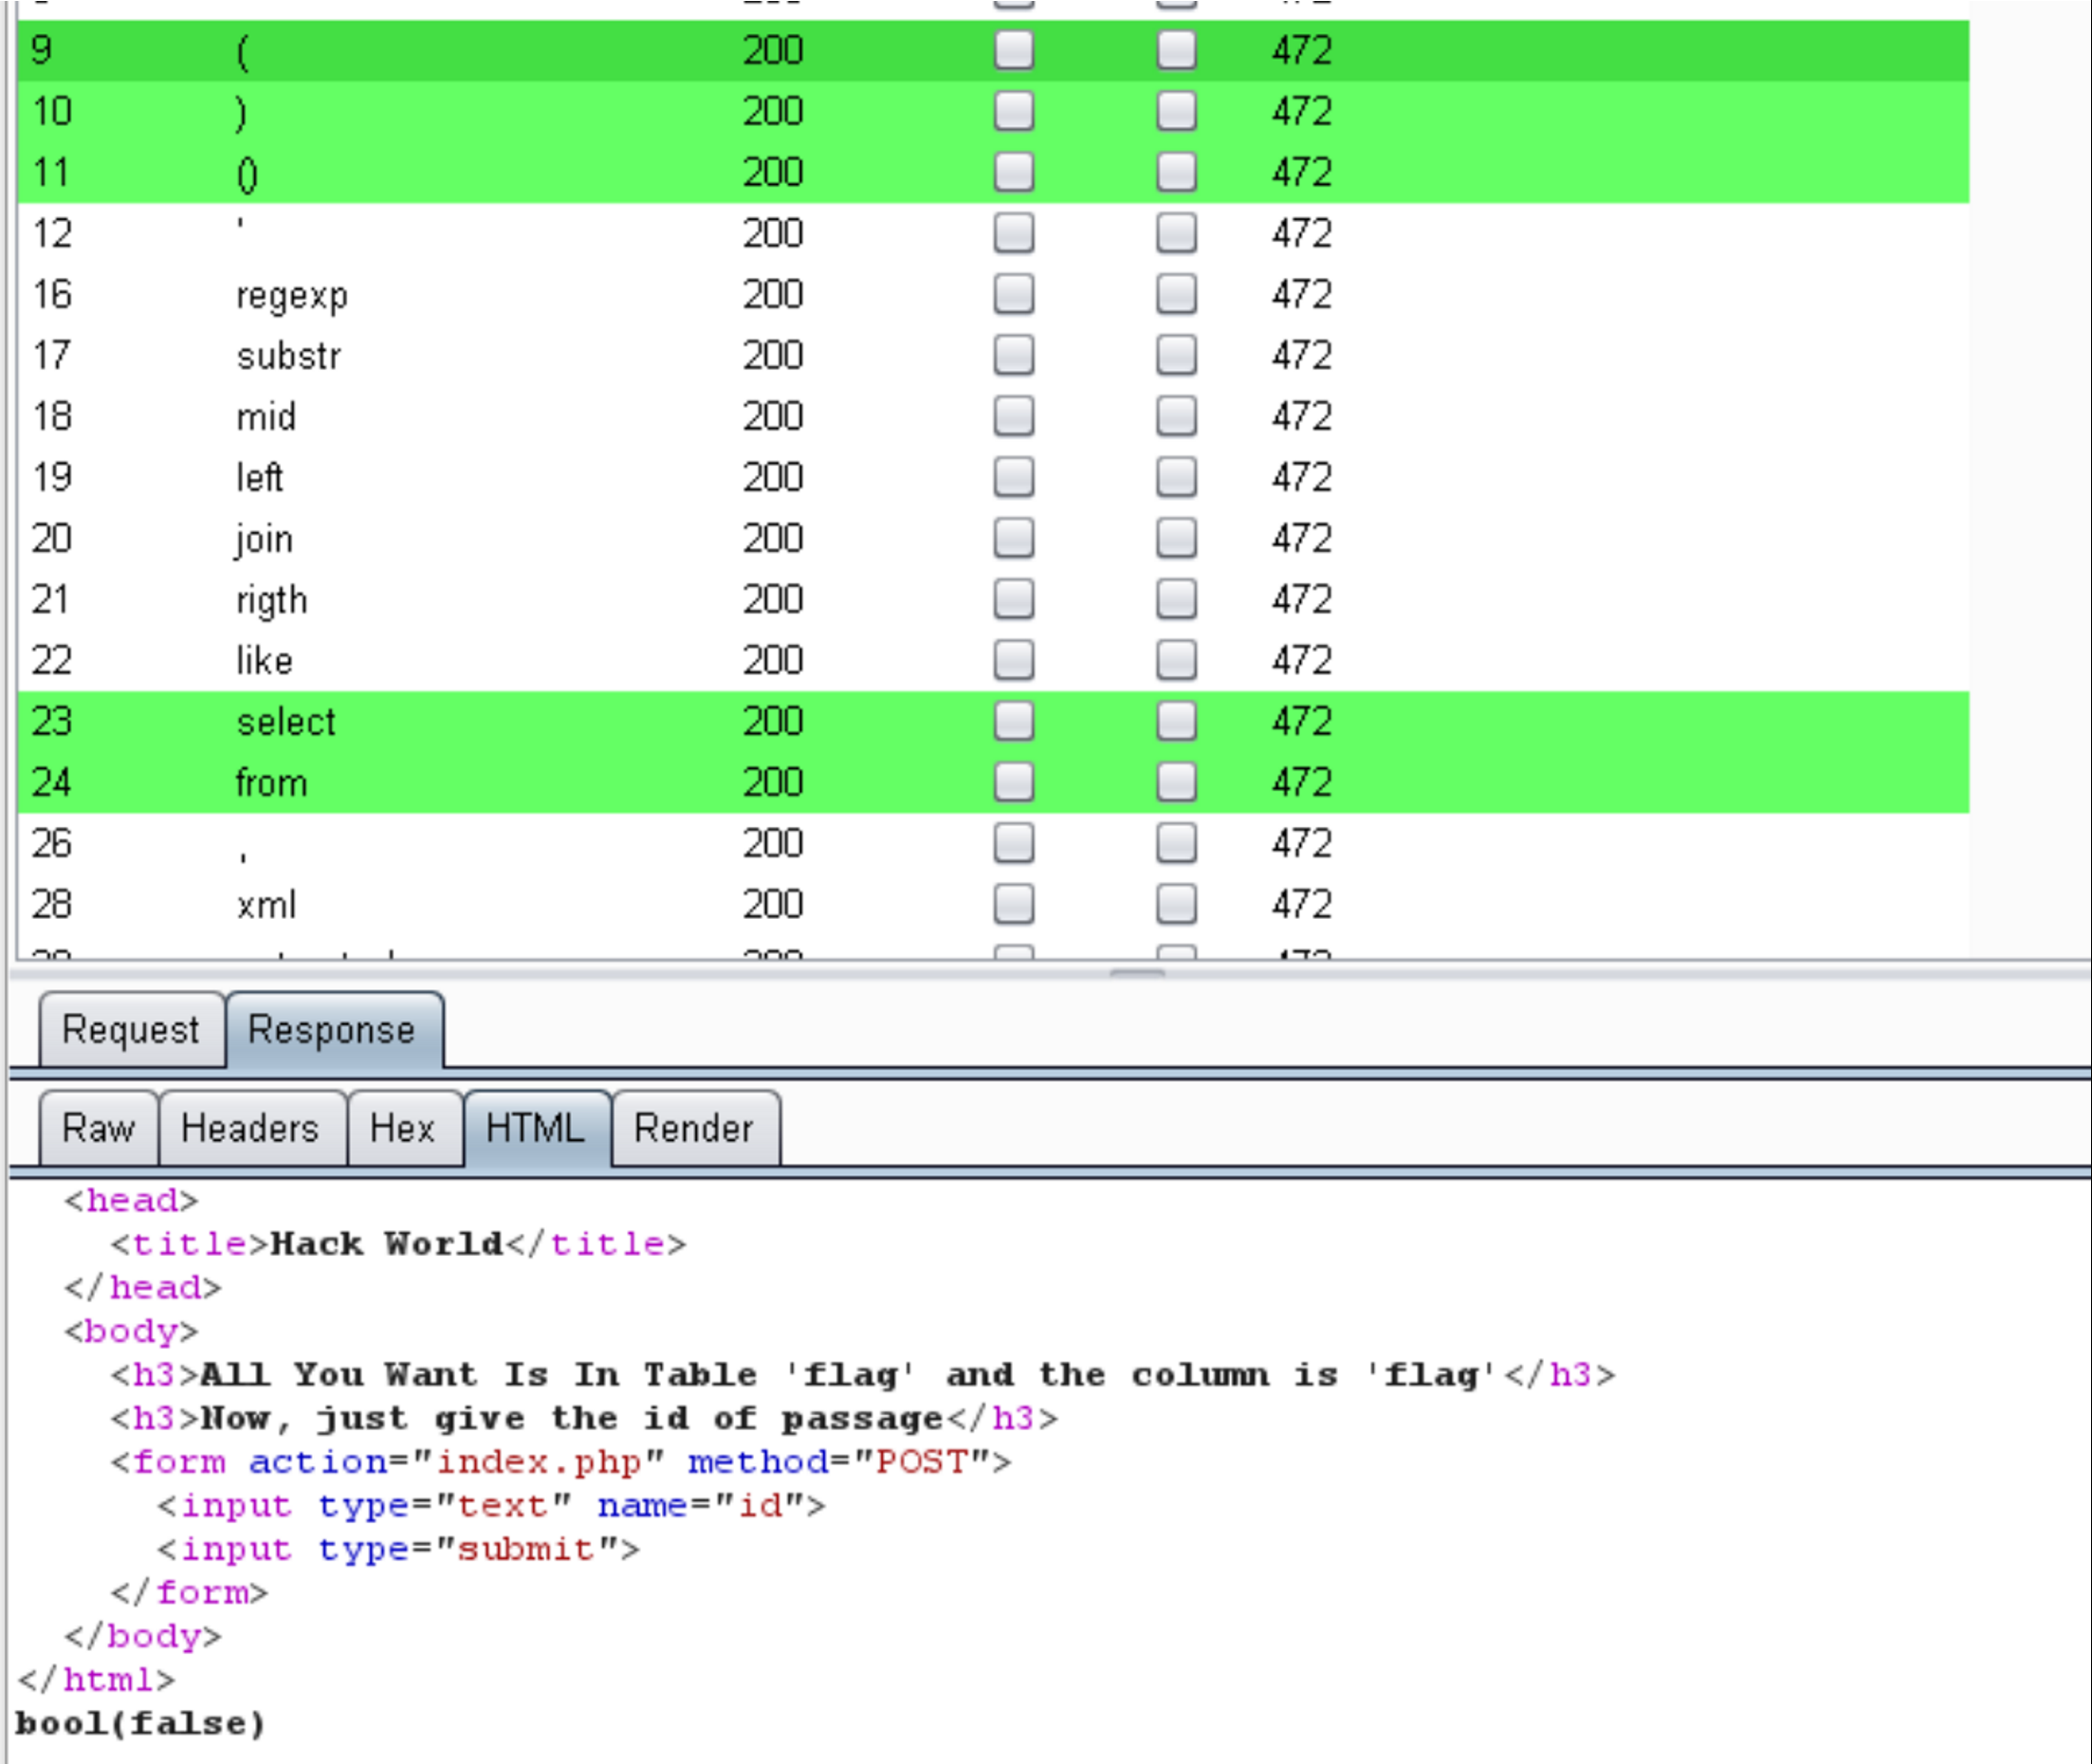 9 ( 200 472
10 ) 200 472
11 () 200 472
12 ' 200 472
16 regexp 200 472
17 substr 200 472
18 mid 200 472
19 left 200 472
20 join 200 472
21 rigth 200 472
22 like 200 472
23 select 200 472
24 from 200 472
26 , 200 472
28 xml 200 472
Request Response
Raw Headers Hex HTML Render
<head>
<title>Hack World</title>
</head>
<body>
<h3>All You Want Is In Table 'flag' and the column is 'flag'</h3>
<h3>Now, just give the id of passage</h3>
<form action="index.php" method="POST">
<input type="text" name="id">
<input type="submit">
</form>
</body>
</html>
bool(false)